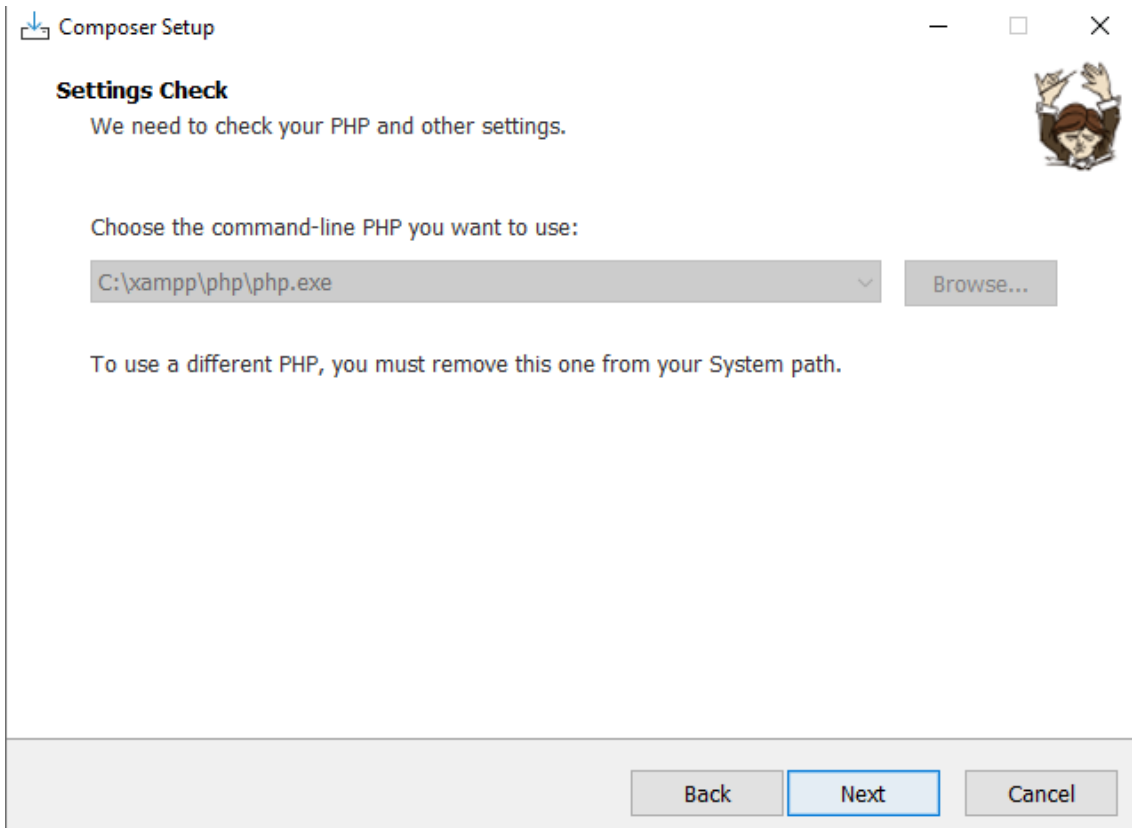 Composer Setup
Settings Check
We need to check your PHP and other settings.
Choose the command-line PHP you want to use:
C:\xampp\php\php.exe
Browse...
To use a different PHP, you must remove this one from your System path.
Back
Next
Cancel